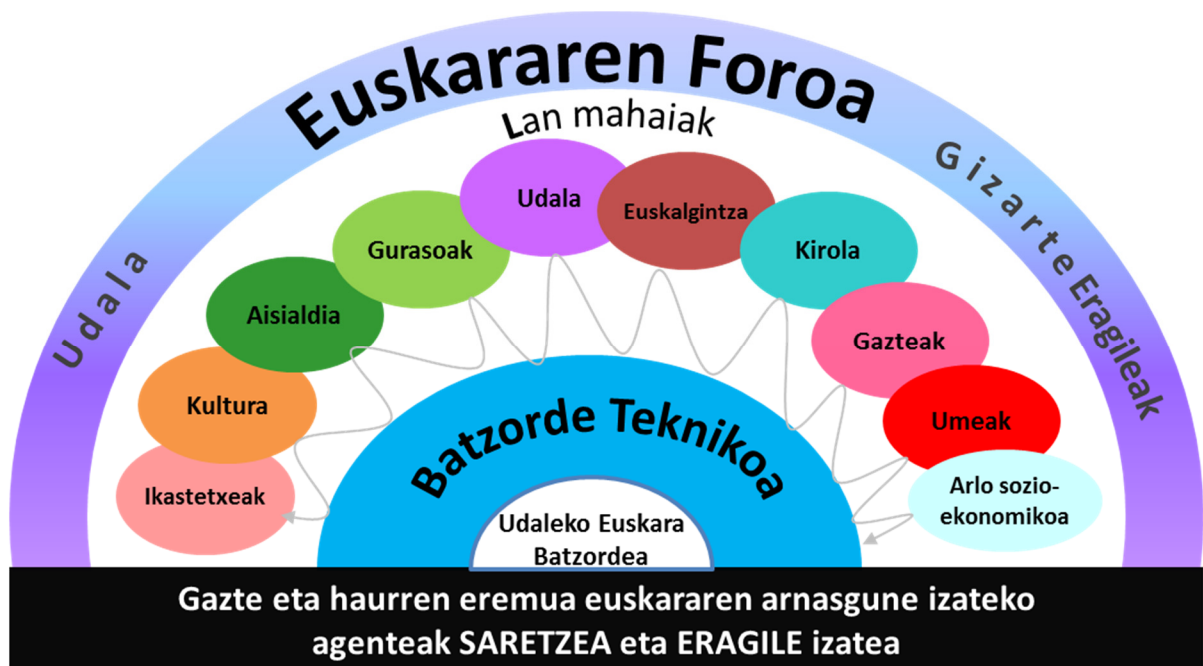 Euskararen Foroa
Lan mahaiak
Udala
Gizarte Eragileak
Udala
Euskalgintza
Gurasoak
Kirola
Aisialdia
Gazteak
Kultura
Umeak
Ikastetxeak
Arlo sozio-
ekonomikoa
Batzorde Teknikoa
Udaleko Euskara
Batzordea
Gazte eta haurren eremua euskararen arnasgune izateko
agenteak SARETZEA eta ERAGILE izatea